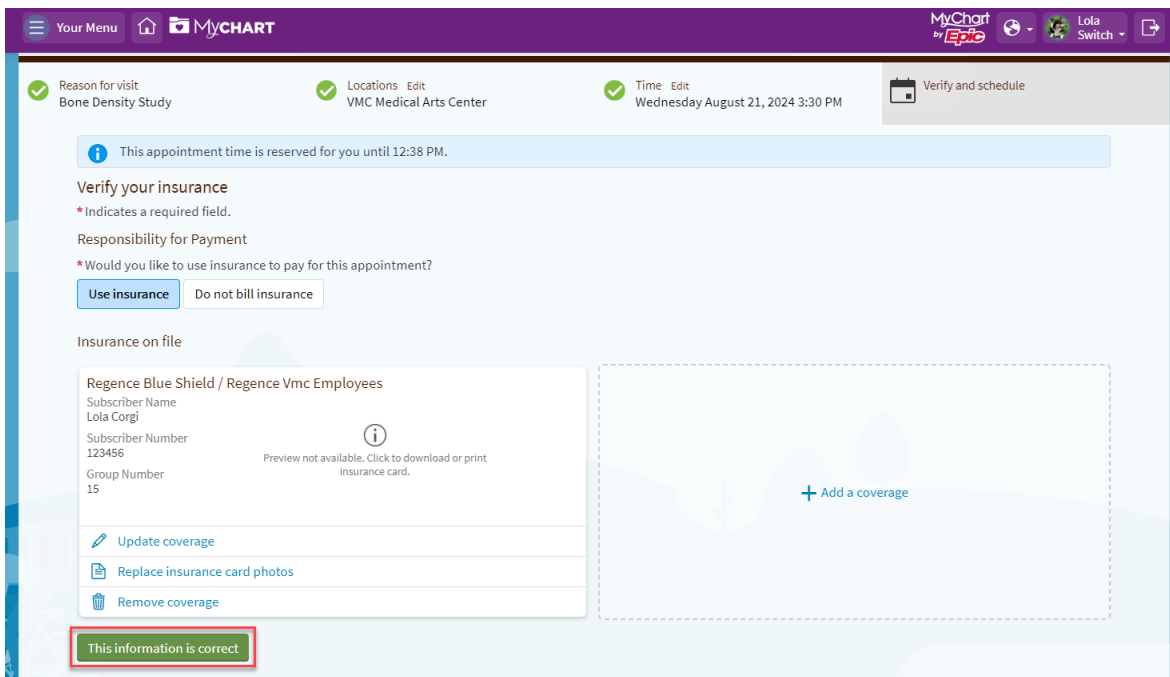 Your Menu
MyCHART
MyChart
by Epic
Lola
Switch
Reason for visit
Bone Density Study
Locations Edit
VMC Medical Arts Center
Time Edit
Wednesday August 21, 2024 3:30 PM
Verify and schedule
This appointment time is reserved for you until 12:38 PM.
Verify your insurance
*Indicates a required field.
Responsibility for Payment
*Would you like to use insurance to pay for this appointment?
Use insurance
Do not bill insurance
Insurance on file
Regence Blue Shield / Regence Vmc Employees
Subscriber Name
Lola Corgi
Subscriber Number
123456
Group Number
15
Preview not available. Click to download or print
insurance card.
Update coverage
Replace insurance card photos
Remove coverage
+ Add a coverage
This information is correct